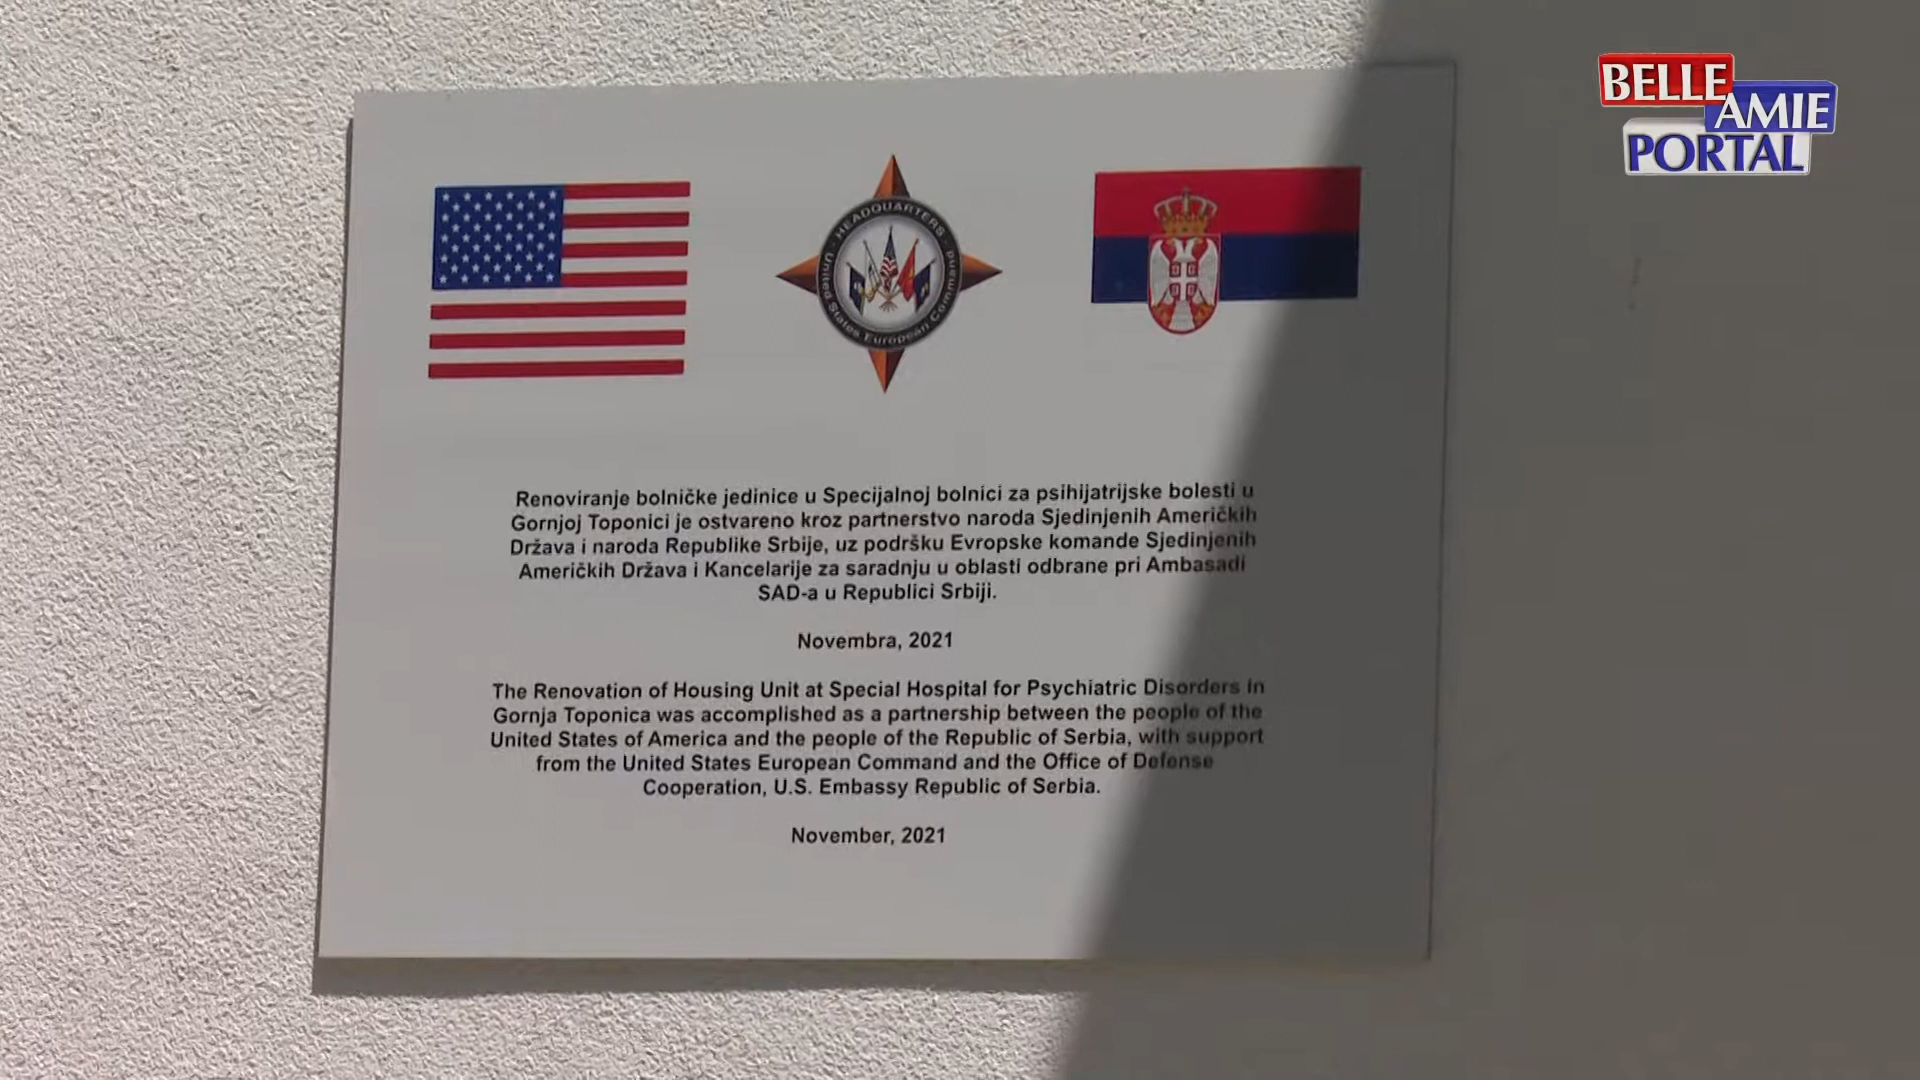 BELLE
AMIE
PORTAL
HEADQUARTERS
United States European Command
Renoviranje bolničke jedinice u Specijalnoj bolnici za psihijatrijske bolesti u
Gornjoj Toponici je ostvareno kroz partnerstvo naroda Sjedinjenih Američkih
Država i naroda Republike Srbije, uz podršku Evropske komande Sjedinjenih
Američkih Država i Kancelarije za saradnju u oblasti odbrane pri Ambasadi
SAD-a u Republici Srbiji.
Novembra, 2021
The Renovation of Housing Unit at Special Hospital for Psychiatric Disorders in
Gornja Toponica was accomplished as a partnership between the people of the
United States of America and the people of the Republic of Serbia, with support
from the United States European Command and the Office of Defense
Cooperation, U.S. Embassy Republic of Serbia.
November, 2021